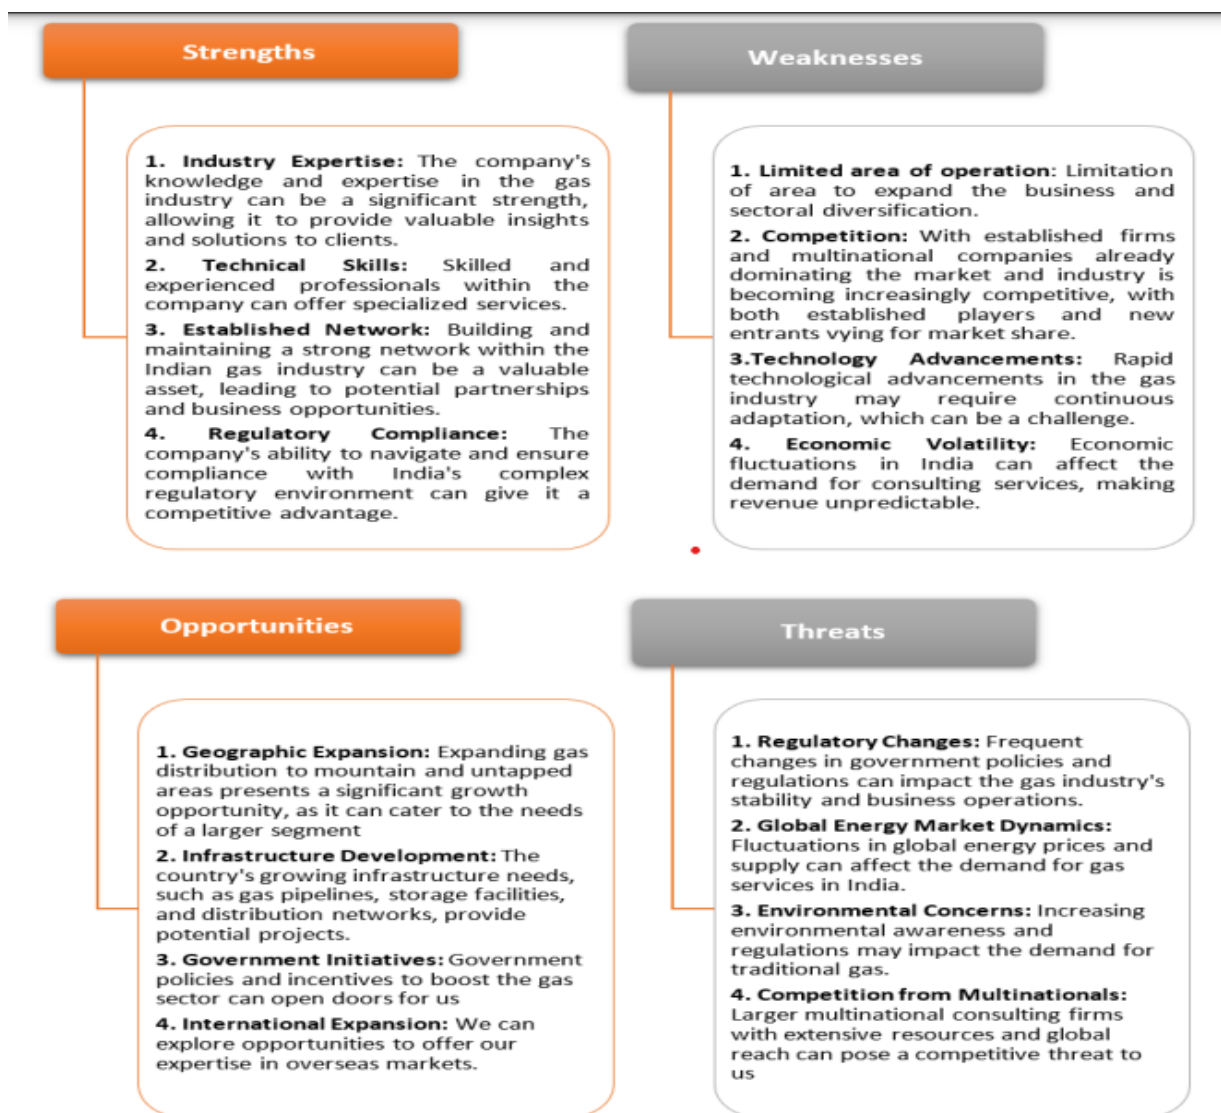 Strengths
1. Industry Expertise: The company's
knowledge and expertise in the gas
industry can be a significant strength,
allowing it to provide valuable insights
and solutions to clients.
2. Technical Skills: Skilled and
experienced professionals within the
company can offer specialized services.
3. Established Network: Building and
maintaining a strong network within the
Indian gas industry can be a valuable
asset, leading to potential partnerships
and business opportunities.
4. Regulatory Compliance: The
company's ability to navigate and ensure
compliance with India's complex
regulatory environment can give it a
competitive advantage.
Weaknesses
1. Limited area of operation: Limitation
of area to expand the business and
sectoral diversification.
2. Competition: With established firms
and multinational companies already
dominating the market and industry is
becoming increasingly competitive, with
both established players and new
entrants vying for market share.
3.Technology Advancements: Rapid
technological advancements in the gas
industry may require continuous
adaptation, which can be a challenge.
4. Economic Volatility: Economic
fluctuations in India can affect the
demand for consulting services, making
revenue unpredictable.
Opportunities
1. Geographic Expansion: Expanding gas
distribution to mountain and untapped
areas presents a significant growth
opportunity, as it can cater to the needs
of a larger segment
2. Infrastructure Development: The
country's growing infrastructure needs,
such as gas pipelines, storage facilities,
and distribution networks, provide
potential projects.
3. Government Initiatives: Government
policies and incentives to boost the gas
sector can open doors for us
4. International Expansion: We can
explore opportunities to offer our
expertise in overseas markets.
Threats
1. Regulatory Changes: Frequent
changes in government policies and
regulations can impact the gas industry's
stability and business operations.
2. Global Energy Market Dynamics:
Fluctuations in global energy prices and
supply can affect the demand for gas
services in India.
3. Environmental Concerns: Increasing
environmental awareness and
regulations may impact the demand for
traditional gas.
4. Competition from Multinationals:
Larger multinational consulting firms
with extensive resources and global
reach can pose a competitive threat to
us